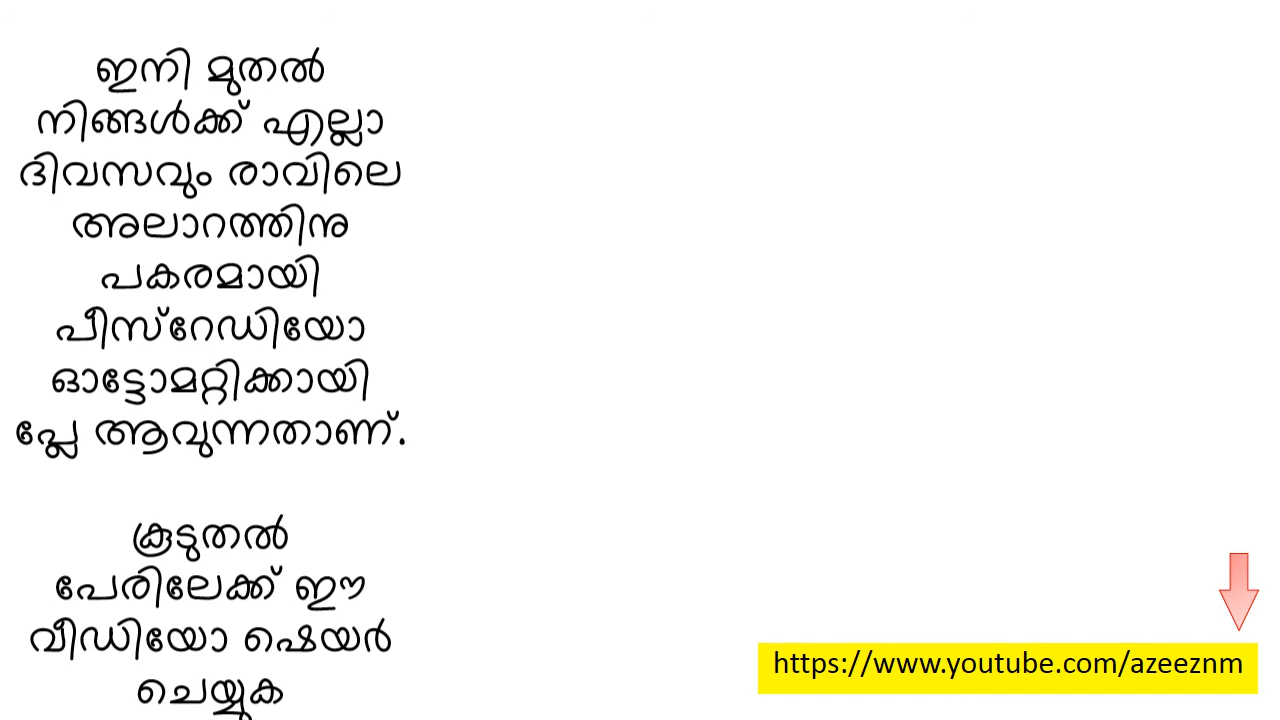 ഇനി മുതൽ
നിങ്ങൾക്ക് എല്ലാ
ദിവസവും രാവിലെ
അലാറത്തിനു
പകരമായി
പീസ്റേഡിയോ
ഓട്ടോമറ്റിക്കായി
പ്ലേ ആവുന്നതാണ്.
കൂടുതൽ
പേരിലേക്ക് ഈ
വീഡിയോ ഷെയർ
ചെയ്യുക
https://www.youtube.com/azeeznm